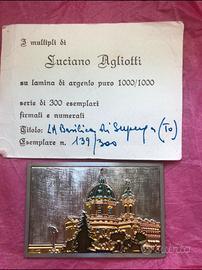 I multipli di
Luciano Agliotti
su lamina di argento puro 1000/1000
serie di 300 esemplari
firmati e numerati
Titolo: LA Basilica di Superga (TO)
Esemplare n. 139/300
subito